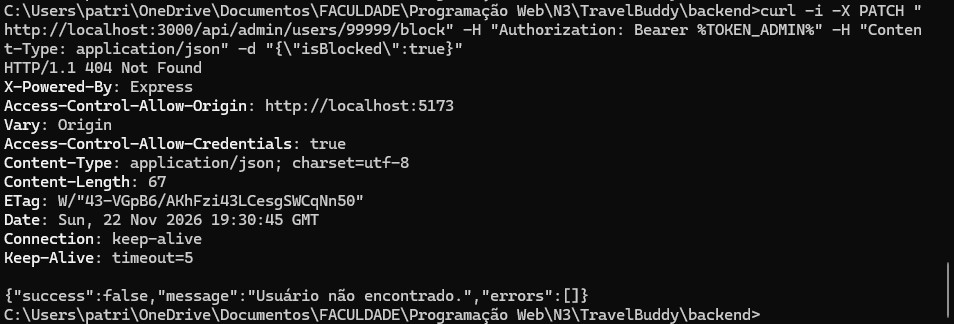 C:\Users\patri\OneDrive\Documentos\FACULDADE\Programação Web\N3\TravelBuddy\backend>curl -i -X PATCH "
http://localhost:3000/api/admin/users/99999/block" -H "Authorization: Bearer %TOKEN_ADMIN%" -H "Conten
t-Type: application/json" -d "{\"isBlocked\":true}"
HTTP/1.1 404 Not Found
X-Powered-By: Express
Access-Control-Allow-Origin: http://localhost:5173
Vary: Origin
Access-Control-Allow-Credentials: true
Content-Type: application/json; charset=utf-8
Content-Length: 67
ETag: W/"43-VGpB6/AKhFzi43LCesgSWCqNn50"
Date: Sun, 22 Nov 2026 19:30:45 GMT
Connection: keep-alive
Keep-Alive: timeout=5

{"success":false,"message":"Usuário não encontrado.","errors":[]}
C:\Users\patri\OneDrive\Documentos\FACULDADE\Programação Web\N3\TravelBuddy\backend>